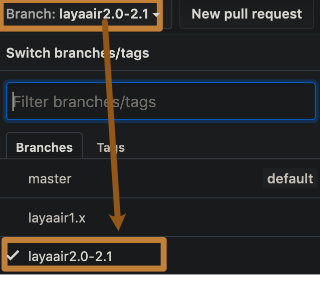 Branch: layaair2.0-2.1 New pull request
Switch branches/tags
Filter branches/tags
Branches Tags
master default
layaair1.x
layaair2.0-2.1